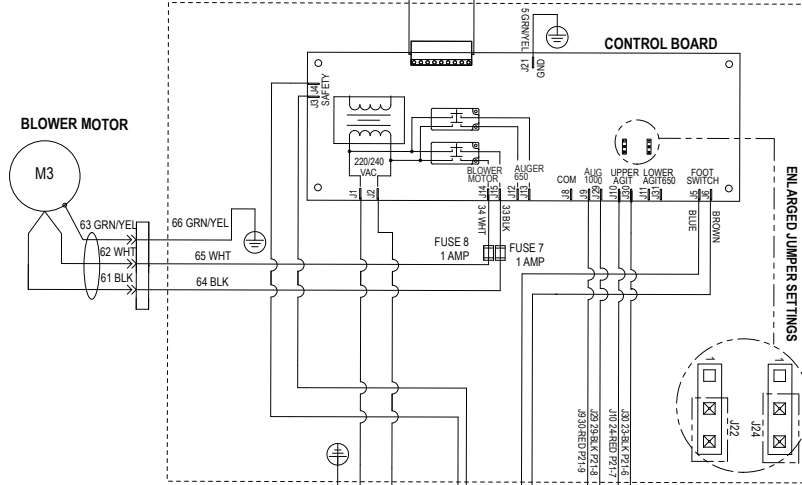 5 GRN/YEL
J21
GND
CONTROL BOARD
J3 J4
SAFETY
BLOWER MOTOR
M3
220/240
VAC
J1
J2
BLOWER
MOTOR
J14
J15
AUGER
650
J12
J13
COM
J8
AUG
1000
J9
J29
UPPER
AGIT
J10
J30
LOWER
AGIT650
J11
J31
FOOT
SWITCH
J5
J6
34 WHT
33 BLK
BLUE
BROWN
63 GRN/YEL
66 GRN/YEL
62 WHT
65 WHT
61 BLK
64 BLK
FUSE 8
1 AMP
FUSE 7
1 AMP
ENLARGED JUMPER SETTINGS
1
J22
1
J24
J9 30-RED P21-9
J29 29-BLK P21-8
J10 24-RED P21-7
J30 23-BLK P21-6